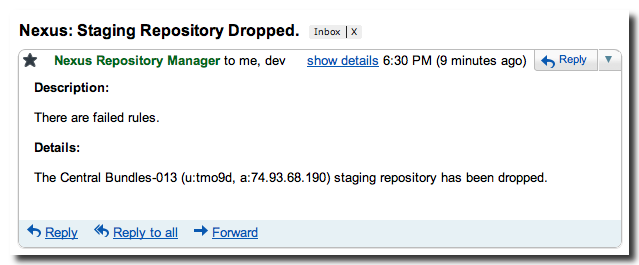 Nexus: Staging Repository Dropped. Inbox | X
Nexus Repository Manager to me, dev show details 6:30 PM (9 minutes ago) Reply
Description:
There are failed rules.
Details:
The Central Bundles-013 (u:tmo9d, a:74.93.68.190) staging repository has been dropped.
Reply Reply to all Forward